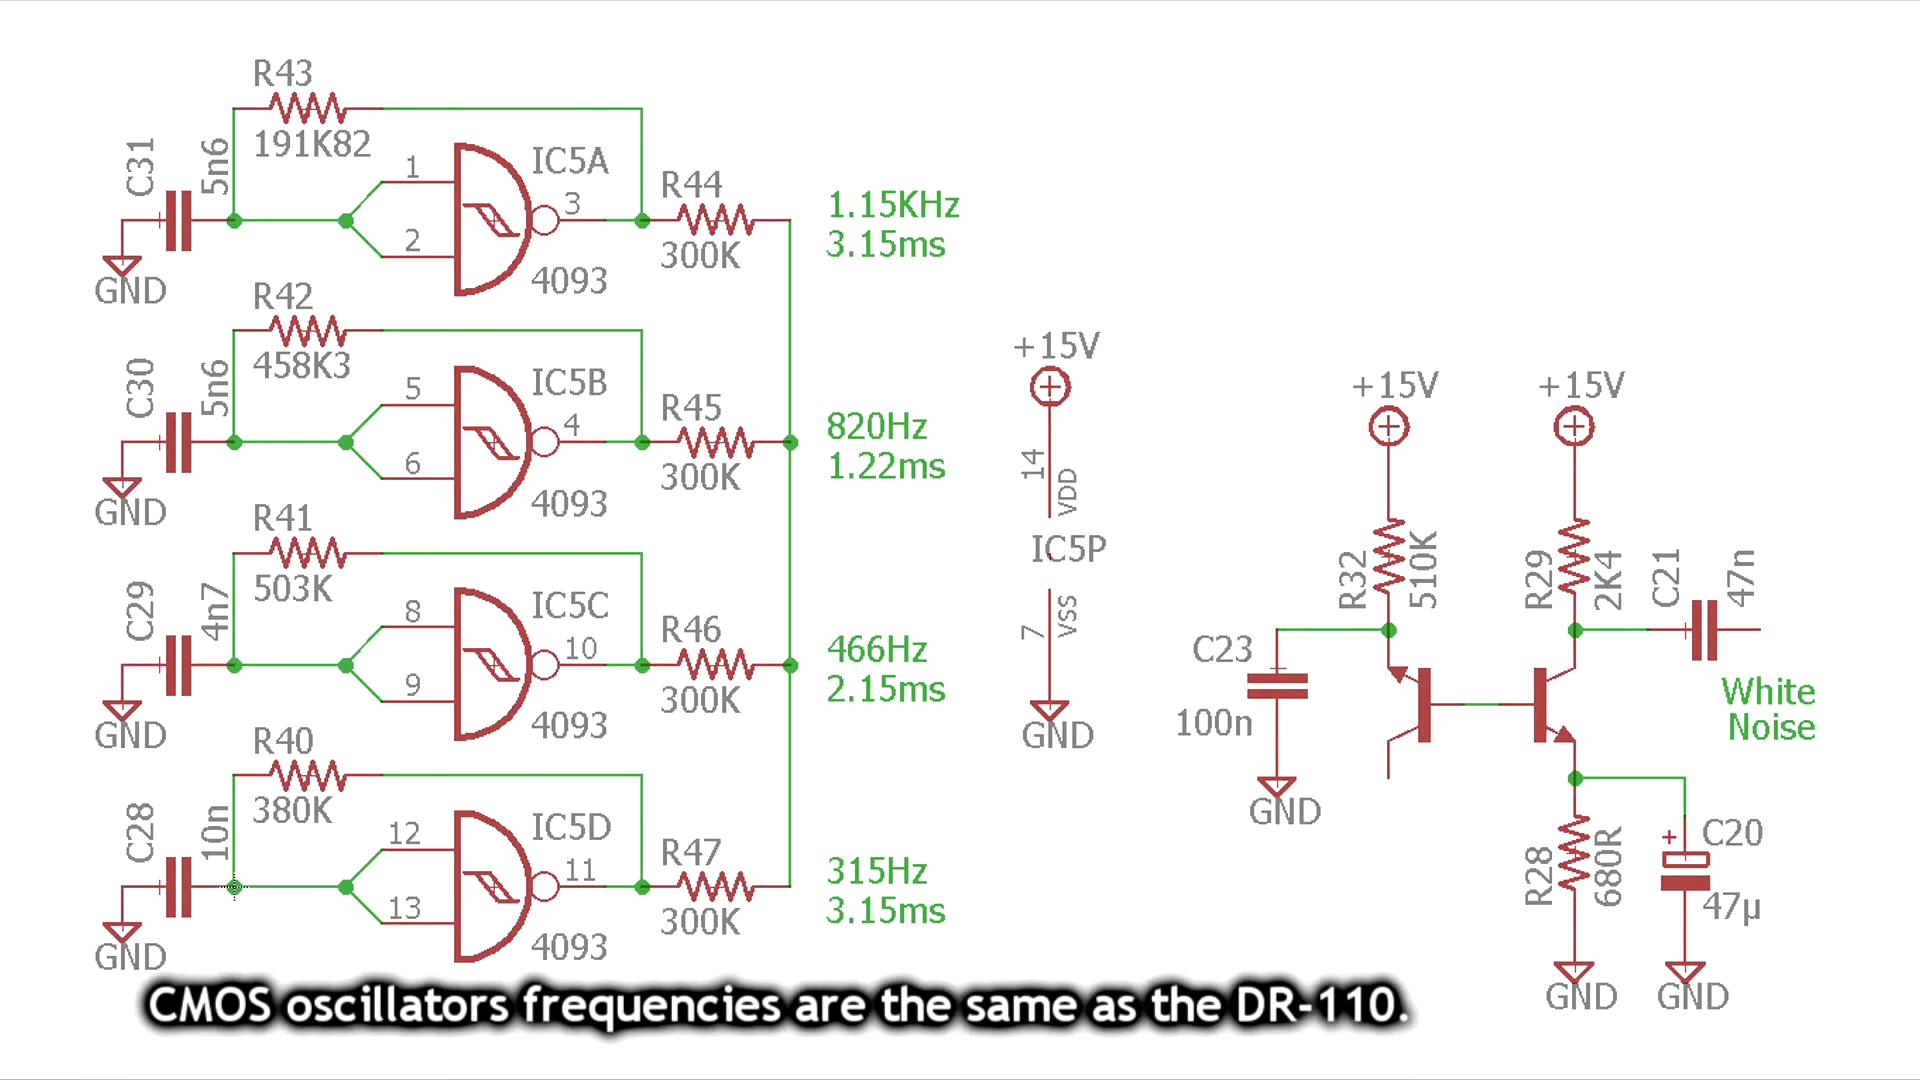 R43
191K82
C31
5n6
1
2
IC5A
3
4093
R44
300K
GND
1.15KHz
3.15ms
R42
458K3
C30
5n6
5
6
IC5B
4
4093
R45
300K
GND
820Hz
1.22ms
R41
503K
C29
4n7
8
9
IC5C
10
4093
R46
300K
GND
466Hz
2.15ms
R40
380K
C28
10n
12
13
IC5D
11
4093
R47
300K
GND
315Hz
3.15ms
+15V
14
VDD
IC5P
7
VSS
GND
+15V
+15V
R32
510K
R29
2K4
C21
47n
C23
100n
GND
White
Noise
R28
680R
+
C20
47µ
GND
GND
CMOS oscillators frequencies are the same as the DR-110.